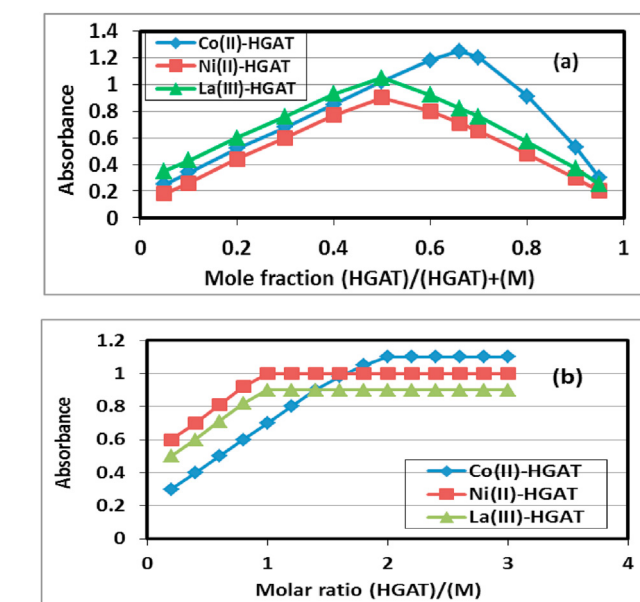 1.4
1.2
1
0.8
0.6
0.4
0.2
0
Absorbance
Co(II)-HGAT
Ni(II)-HGAT
La(III)-HGAT
(a)
0 0.2 0.4 0.6 0.8 1
Mole fraction (HGAT)/(HGAT)+(M)
1.2
1
0.8
0.6
0.4
0.2
0
Absorbance
(b)
Co(II)-HGAT
Ni(II)-HGAT
La(III)-HGAT
0 1 2 3 4
Molar ratio (HGAT)/(M)